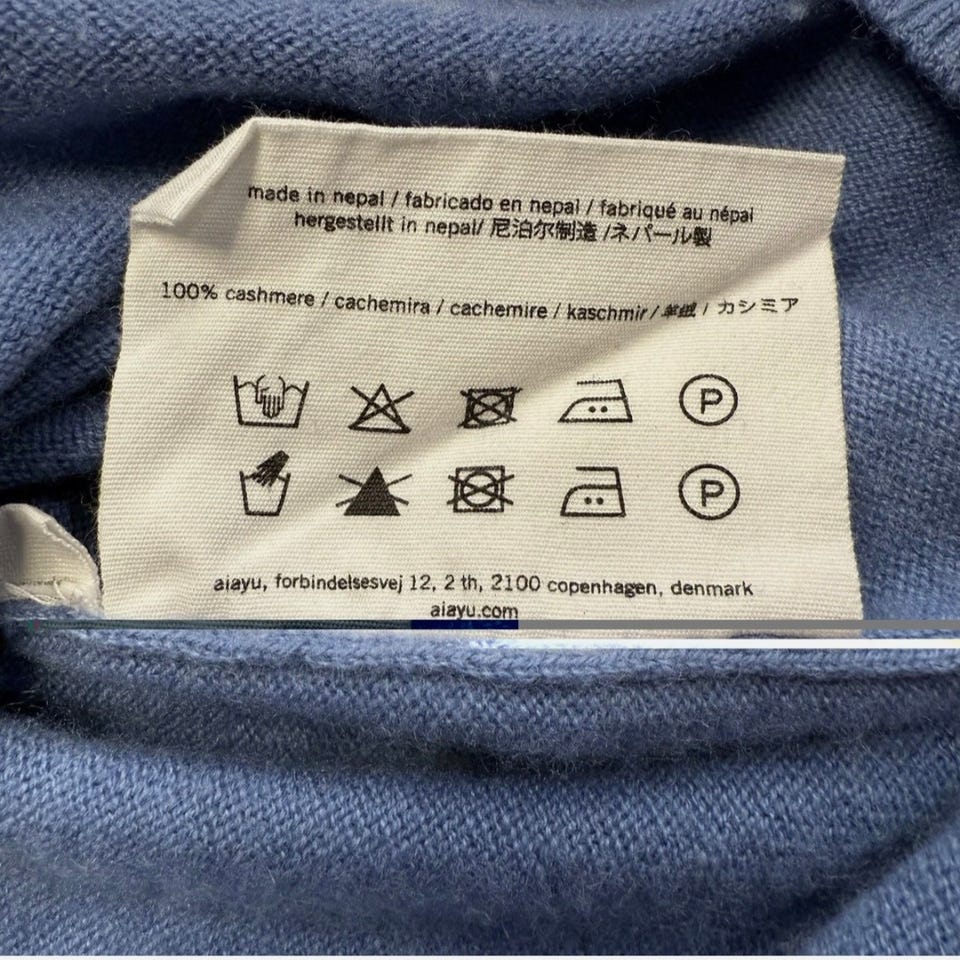 made in nepal / fabricado en nepal / fabriqué au népal
hergestellt in nepal/ 尼泊尔制造 /ネパール製
100% cashmere / cachemira / cachemire / kaschmir / 羊绒 / カシミア
P
P
aiayu, forbindelsesvej 12, 2 th, 2100 copenhagen, denmark
aiayu.com